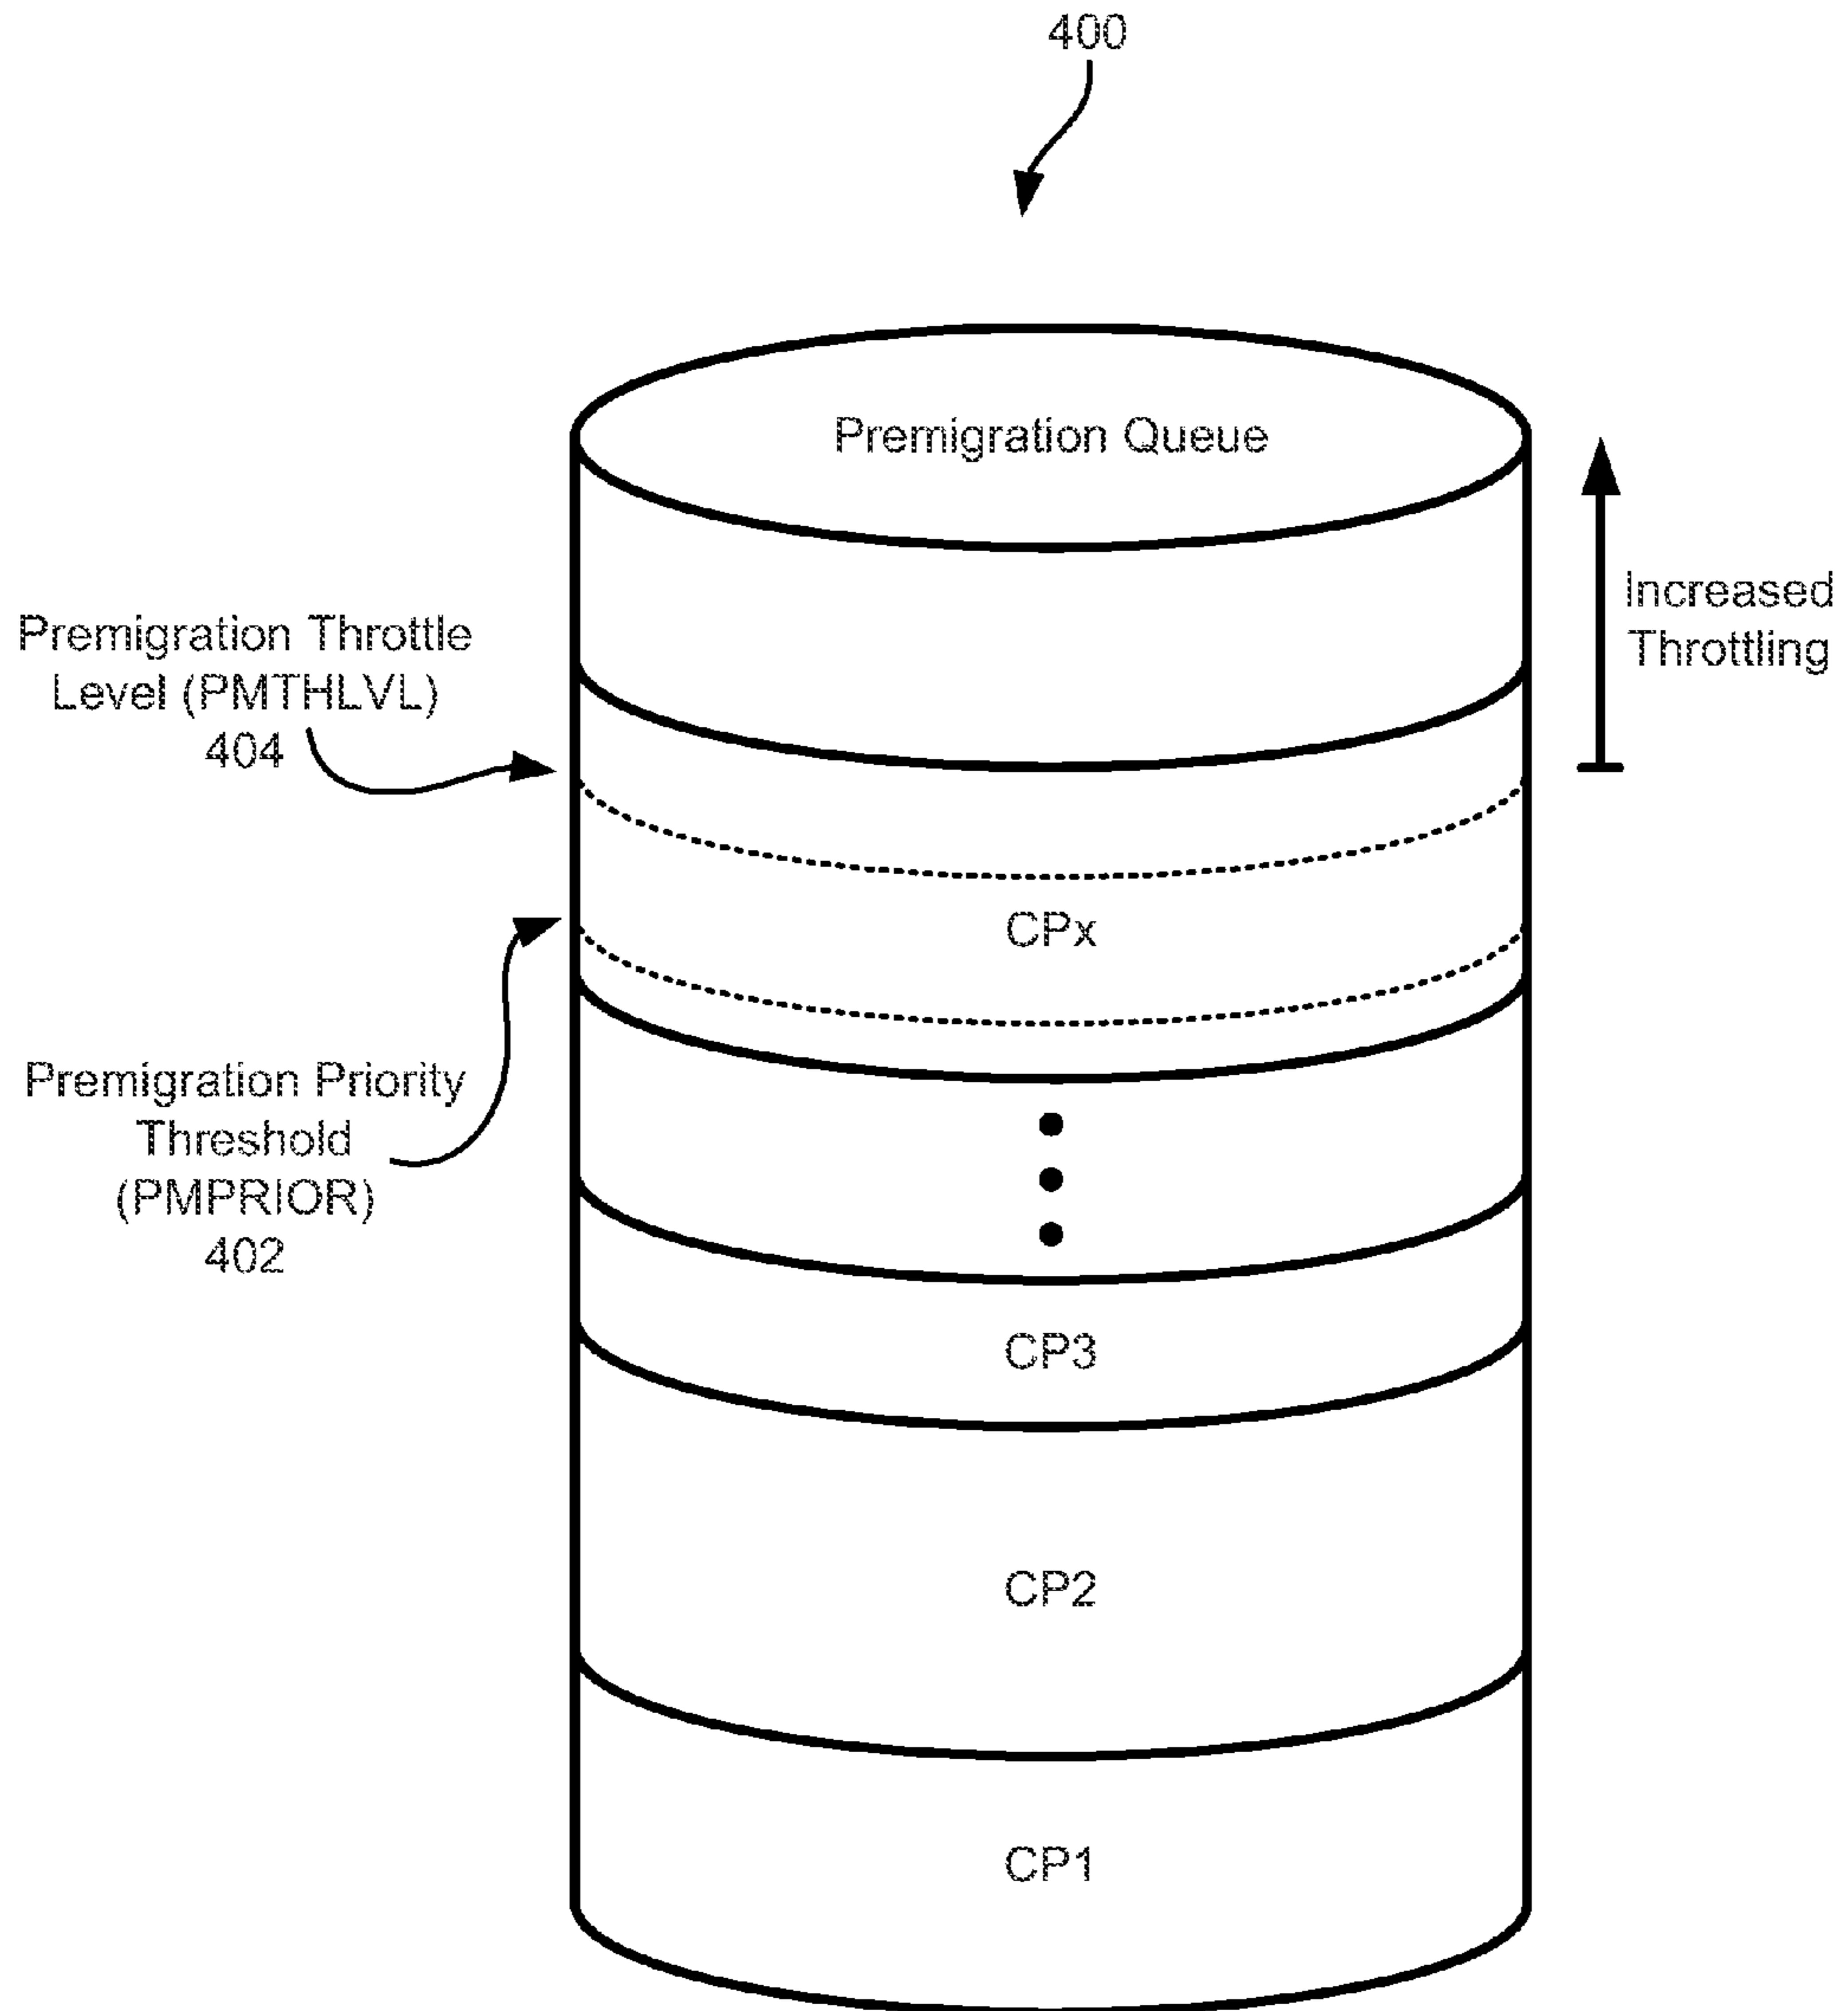 400
Premigration Queue
Increased
Throttling
Premigration Throttle
Level (PMTHLVL)
404
CPx
Premigration Priority
Threshold
(PMPRIOR)
402
CP3
CP2
CP1